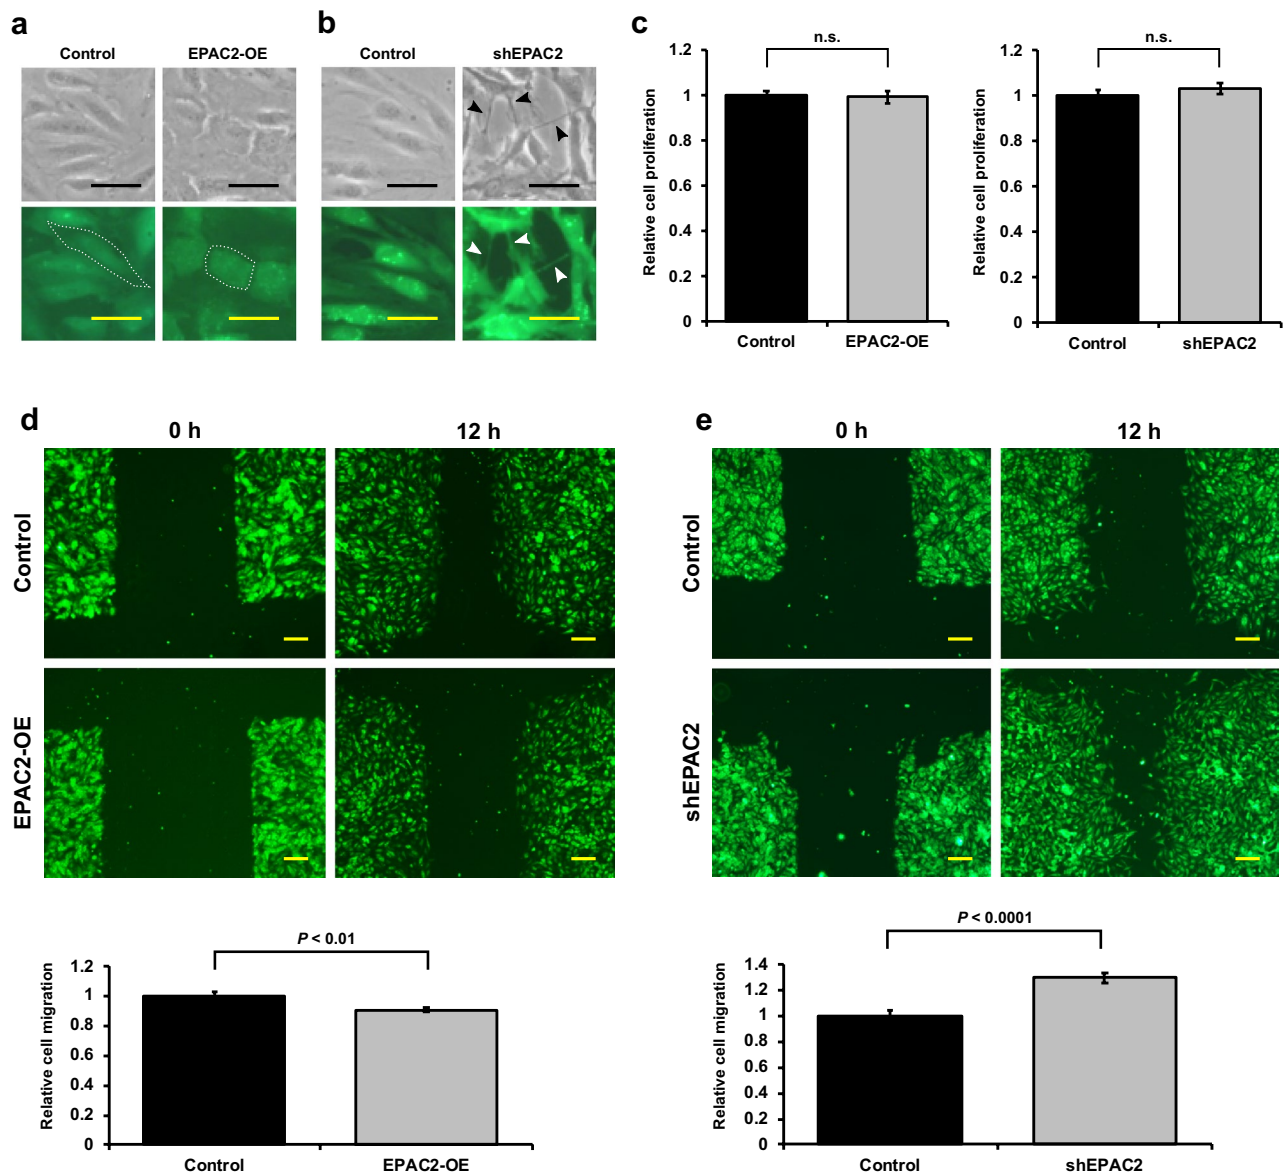 a
Control
EPAC2-OE
b
Control
shEPAC2
c
n.s.
Relative cell proliferation
1.2
1
0.8
0.6
0.4
0.2
0
Control
EPAC2-OE
n.s.
Relative cell proliferation
1.2
1
0.8
0.6
0.4
0.2
0
Control
shEPAC2
d
0 h
12 h
Control
EPAC2-OE
P < 0.01
Relative cell migration
1.2
1
0.8
0.6
0.4
0.2
0
Control
EPAC2-OE
e
0 h
12 h
Control
shEPAC2
P < 0.0001
Relative cell migration
1.4
1.2
1
0.8
0.6
0.4
0.2
0
Control
shEPAC2